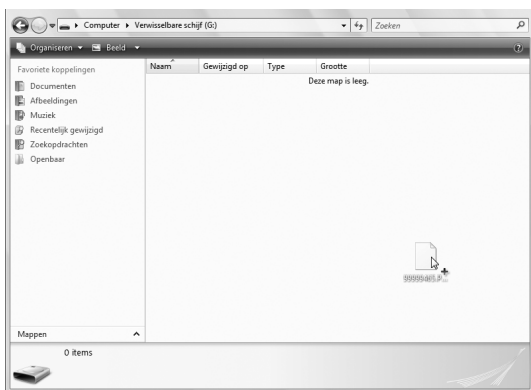 Computer ▸ Verwisselbare schijf (G:)
Zoeken
Organiseren Beeld
Favoriete koppelingen
Documenten
Afbeeldingen
Muziek
Recentelijk gewijzigd
Zoekopdrachten
Openbaar
Mappen
Naam Gewijzigd op Type Grootte
Deze map is leeg.
0 items